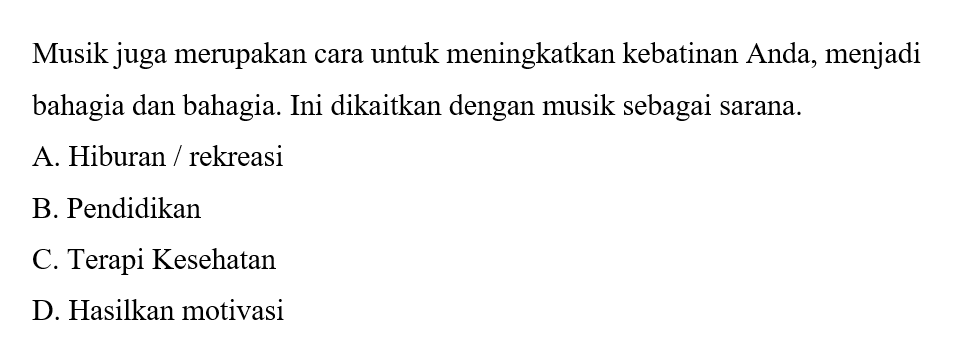 Musik juga merupakan cara untuk meningkatkan kebatinan Anda, menjadi
bahagia dan bahagia. Ini dikaitkan dengan musik sebagai sarana.
A. Hiburan / rekreasi
B. Pendidikan
C. Terapi Kesehatan
D. Hasilkan motivasi